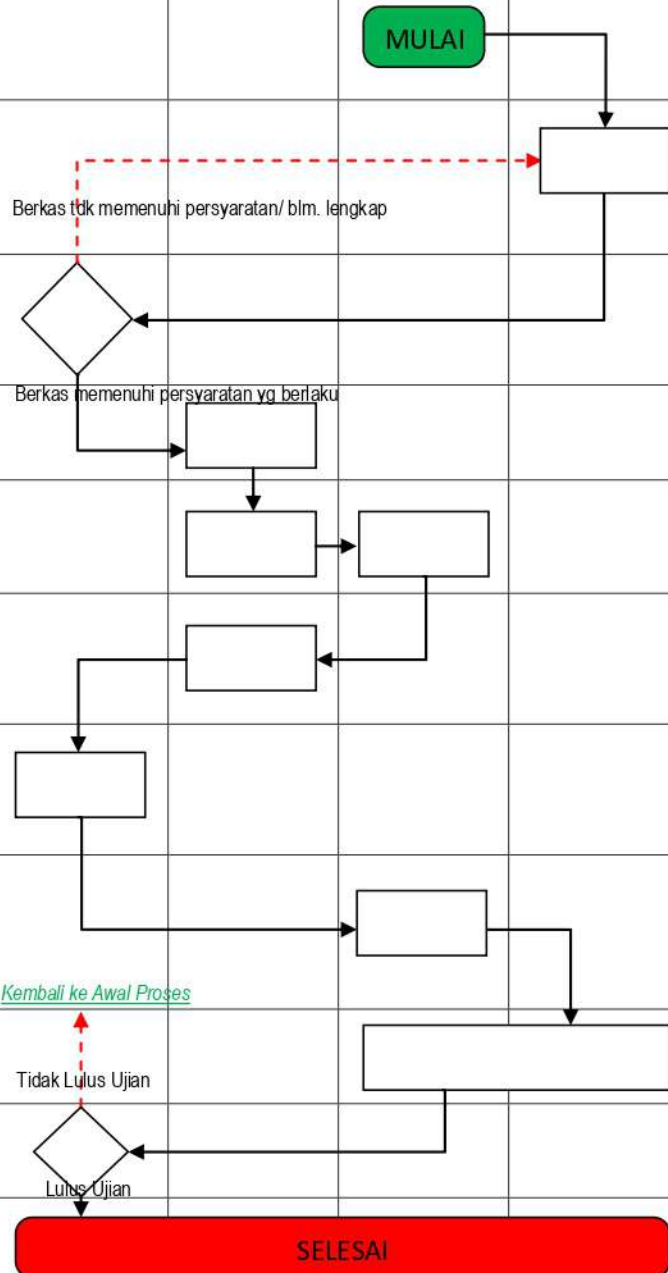 MULAI
Berkas tdk memenuhi persyaratan/ blm. lengkap
Berkas memenuhi persyaratan yg berlaku
Kembali ke Awal Proses
Tidak Lulus Ujian
Lulus Ujian
SELESAI